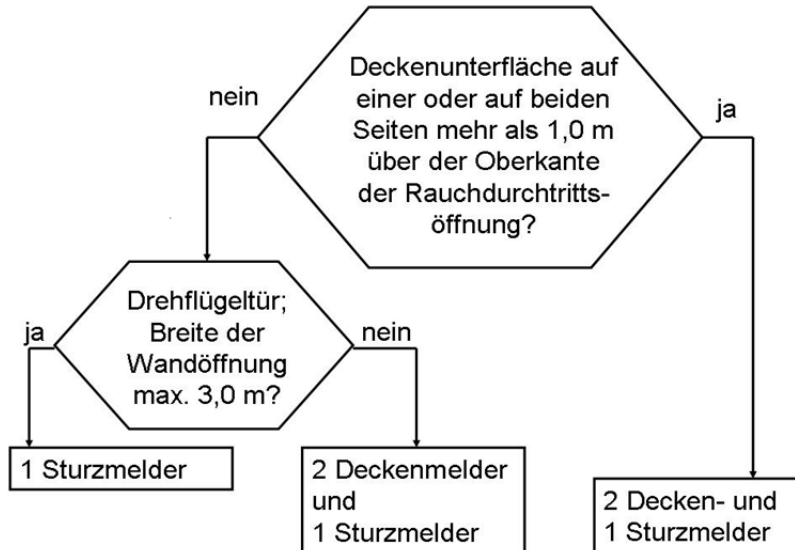 Deckenunterfläche auf
einer oder auf beiden
Seiten mehr als 1,0 m
über der Oberkante
der Rauchdurchtritts-
öffnung?
nein
ja
Drehflügeltür;
Breite der
Wandöffnung
max. 3,0 m?
ja
nein
1 Sturzmelder
2 Deckenmelder
und
1 Sturzmelder
2 Decken- und
1 Sturzmelder